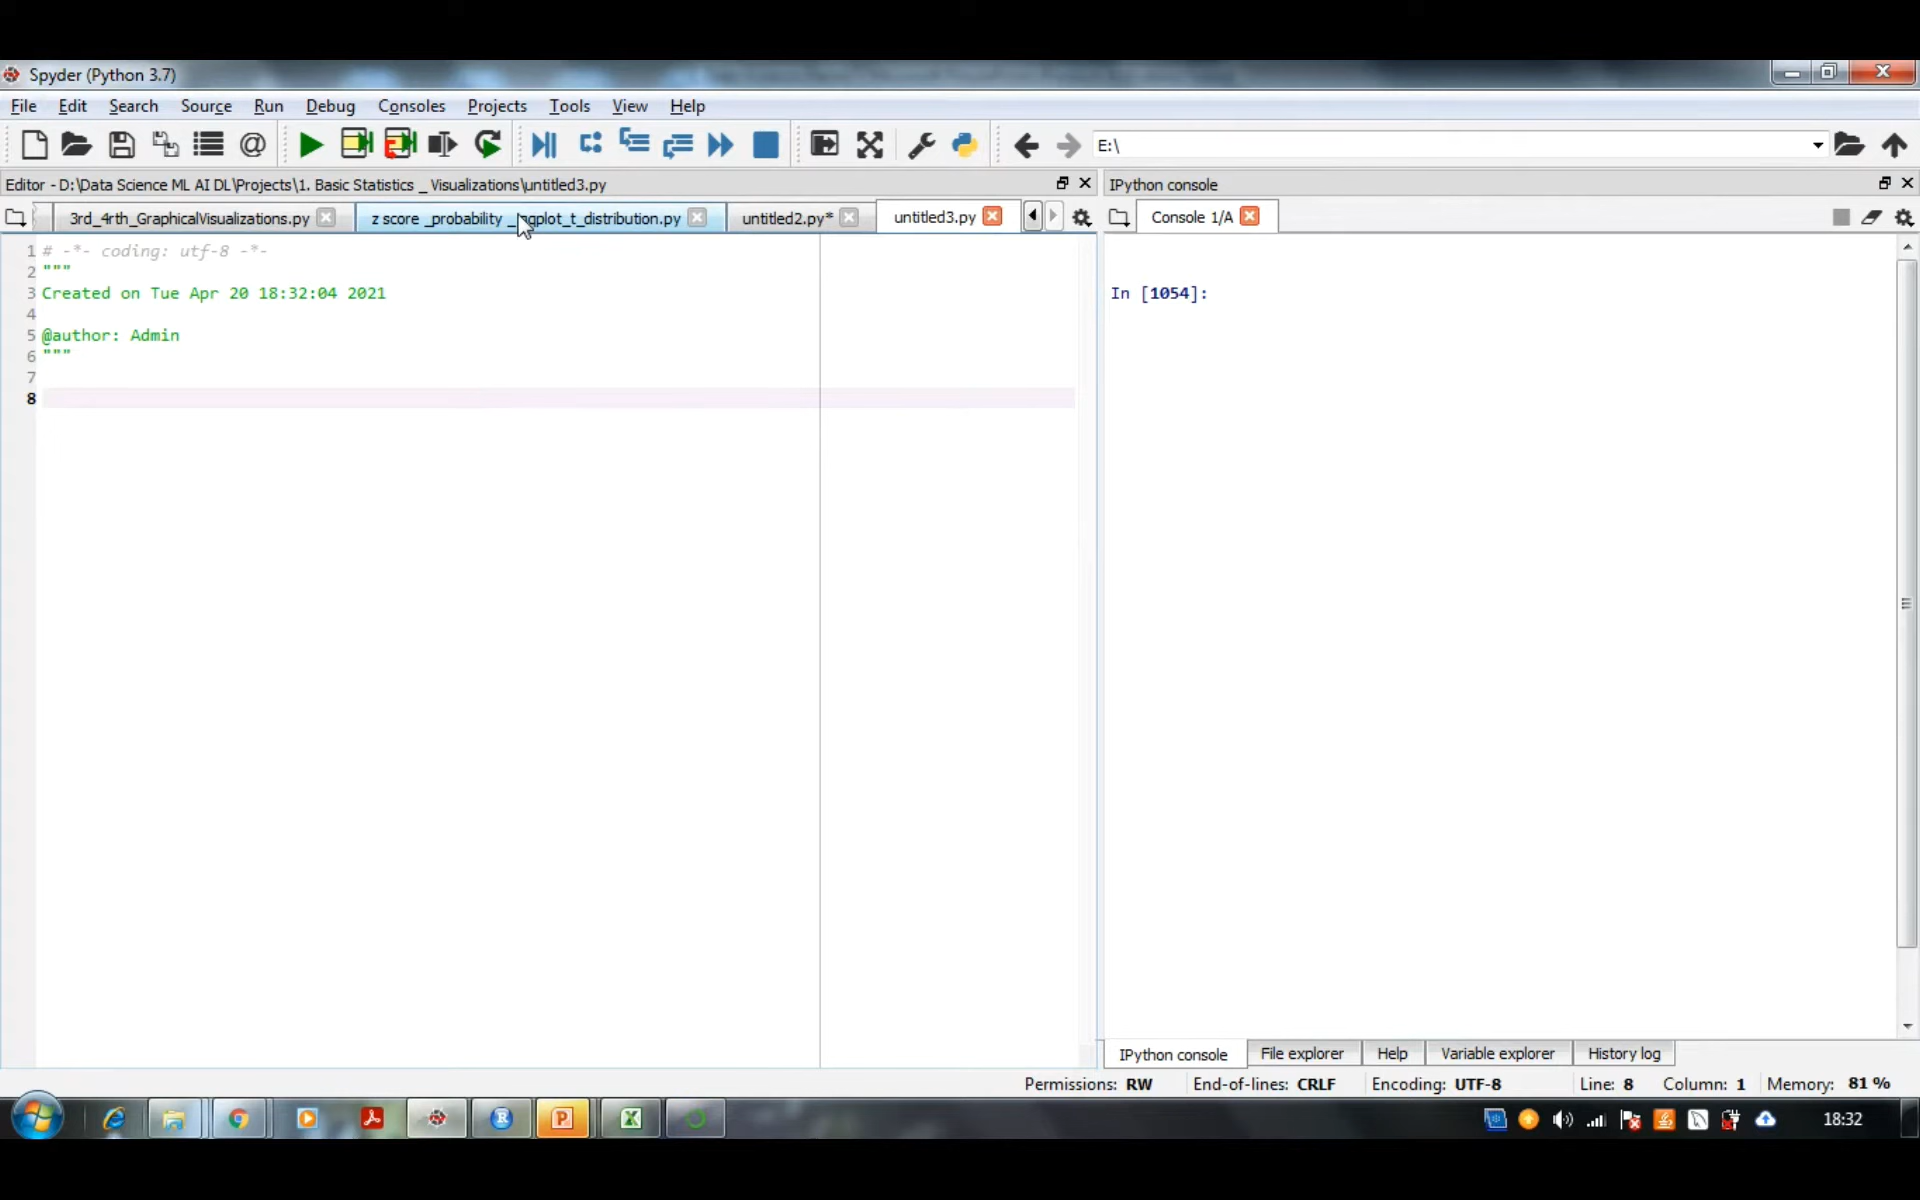 Spyder (Python 3.7)
File Edit Search Source Run Debug Consoles Projects Tools View Help
E:\
Editor - D:\Data Science ML AI DL\Projects\1. Basic Statistics _ Visualizations\untitled3.py
IPython console
3rd_4rth_GraphicalVisualizations.py
z score _probability _ qplot_t_distribution.py
untitled2.py*
untitled3.py
Console 1/A
1 # -*- coding: utf-8 -*-
2 """
3 Created on Tue Apr 20 18:32:04 2021
4
5 @author: Admin
6 """
7
8
In [1054]:
IPython console File explorer Help Variable explorer History log
Permissions: RW End-of-lines: CRLF Encoding: UTF-8 Line: 8 Column: 1 Memory: 81 %
18:32